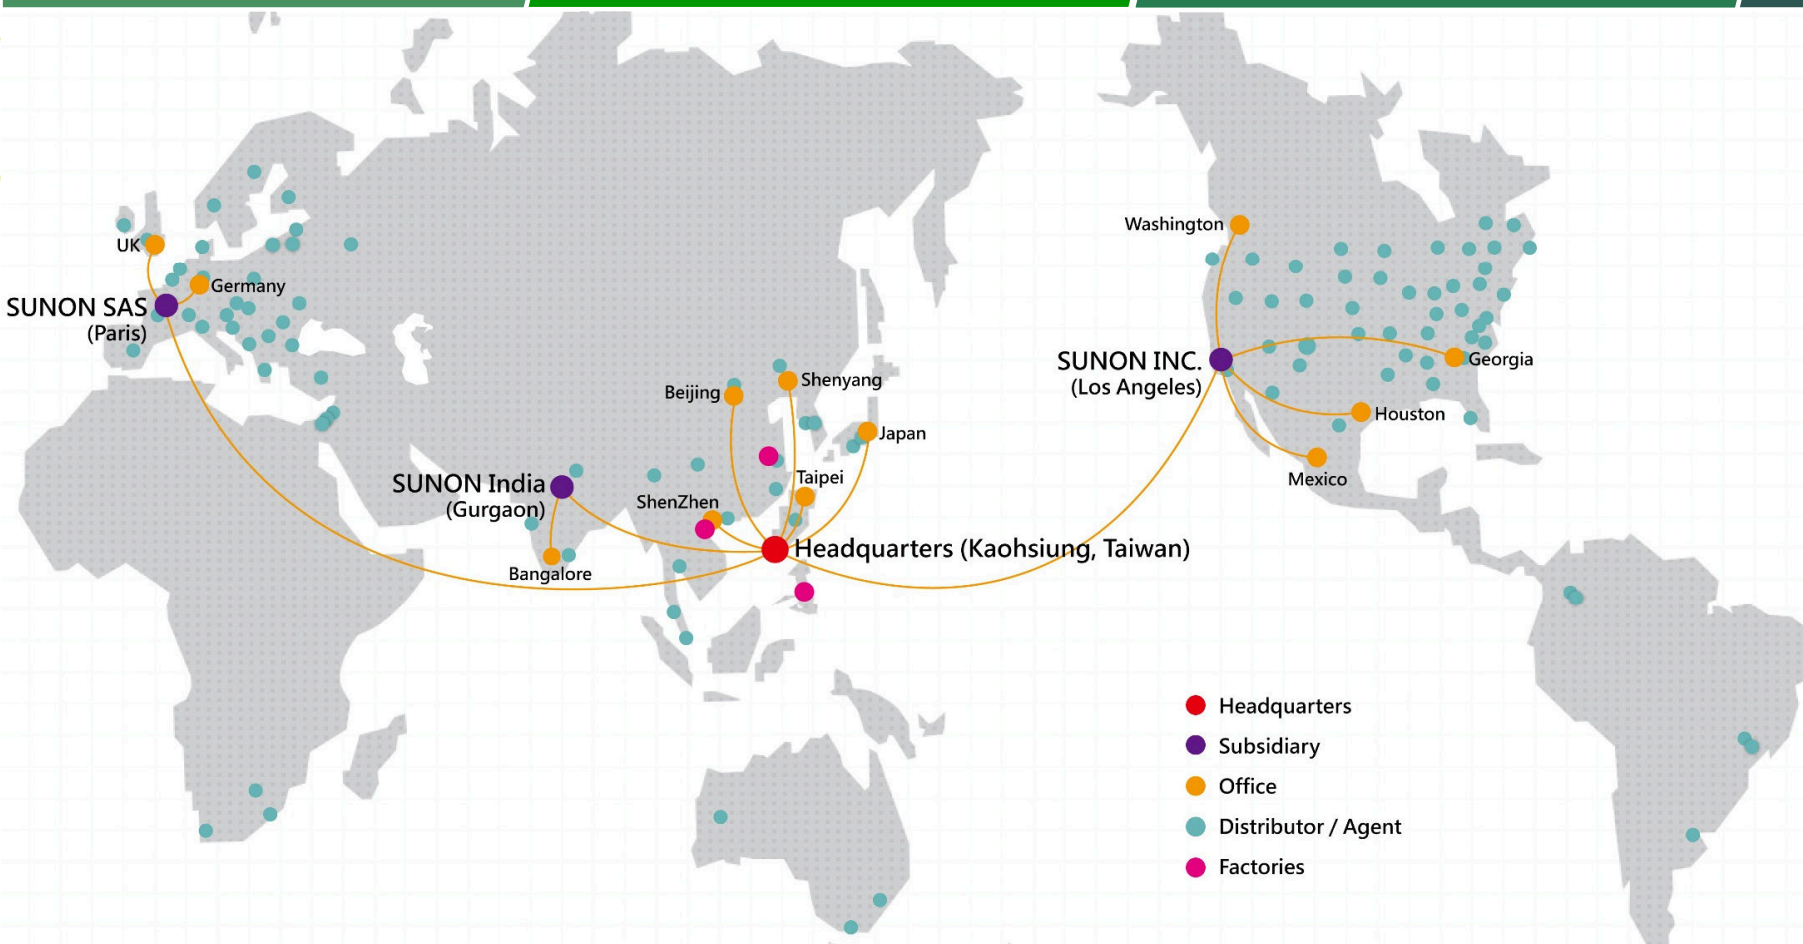 Washington
UK
Germany
SUNON SAS
(Paris)
SUNON INC.
(Los Angeles)
Georgia
Beijing
Shenyang
Houston
Japan
Mexico
Taipei
SUNON India
(Gurgaon)
ShenZhen
Headquarters (Kaohsiung, Taiwan)
Bangalore
Headquarters
Subsidiary
Office
Distributor / Agent
Factories